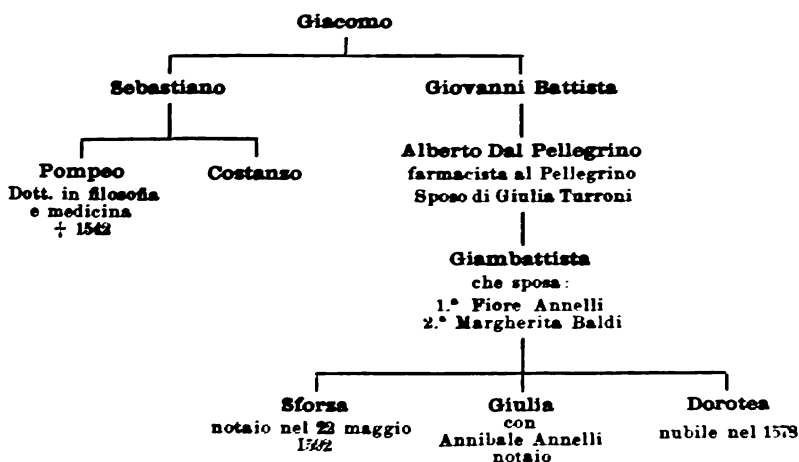 Giacomo
Sebastiano
Giovanni Battista
Pompeo
Dott. in filosofia
e medicina
† 1542
Costanzo
Alberto Dal Pellegrino
farmacista al Pellegrino
Sposo di Giulia Turroni
Giambattista
che sposa:
1.ª Fiore Annelli
2.ª Margherita Baldi
Sforza
notaio nel 22 maggio
Giulia
con
Annibale Annelli
notaio
Dorotea
nubile nel 1578